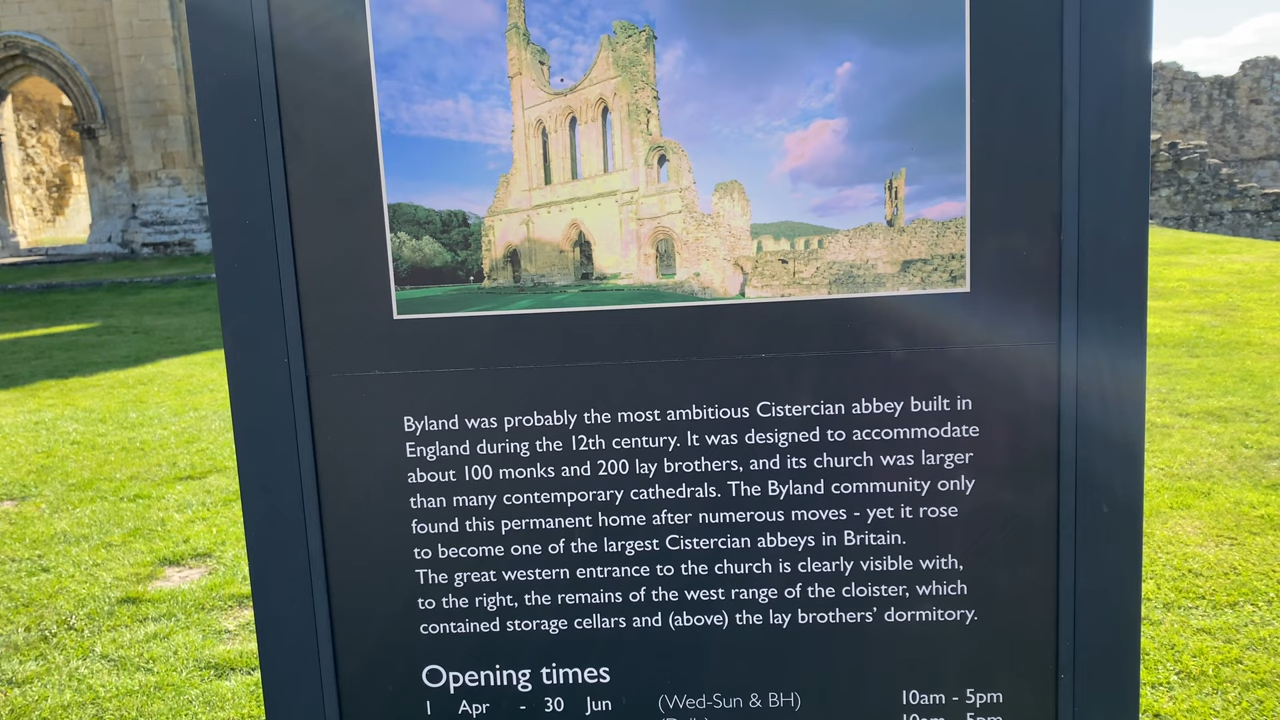 Byland was probably the most ambitious Cistercian abbey built in
England during the 12th century. It was designed to accommodate
about 100 monks and 200 lay brothers, and its church was larger
than many contemporary cathedrals. The Byland community only
found this permanent home after numerous moves - yet it rose
to become one of the largest Cistercian abbeys in Britain.
The great western entrance to the church is clearly visible with,
to the right, the remains of the west range of the cloister, which
contained storage cellars and (above) the lay brothers' dormitory.
Opening times
1 Apr - 30 Jun (Wed-Sun & BH) 10am - 5pm